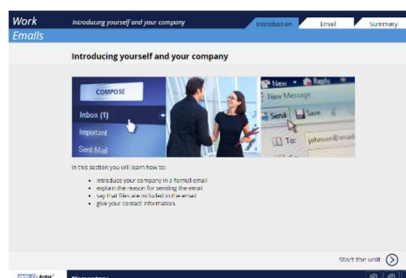 Work
Introducing yourself and your company
Introduction
Email
Summary
Emails
Introducing yourself and your company
COMPOSE
Inbox (1)
Important
Sent Mail
New
Reply
New Message
Send
Save
To:
johnson@email
In this section you will learn how to:
• introduce your company in a formal email
• explain the reason for sending the email
• say that files are included in the email
• give your contact information.
Start the unit
Elementary